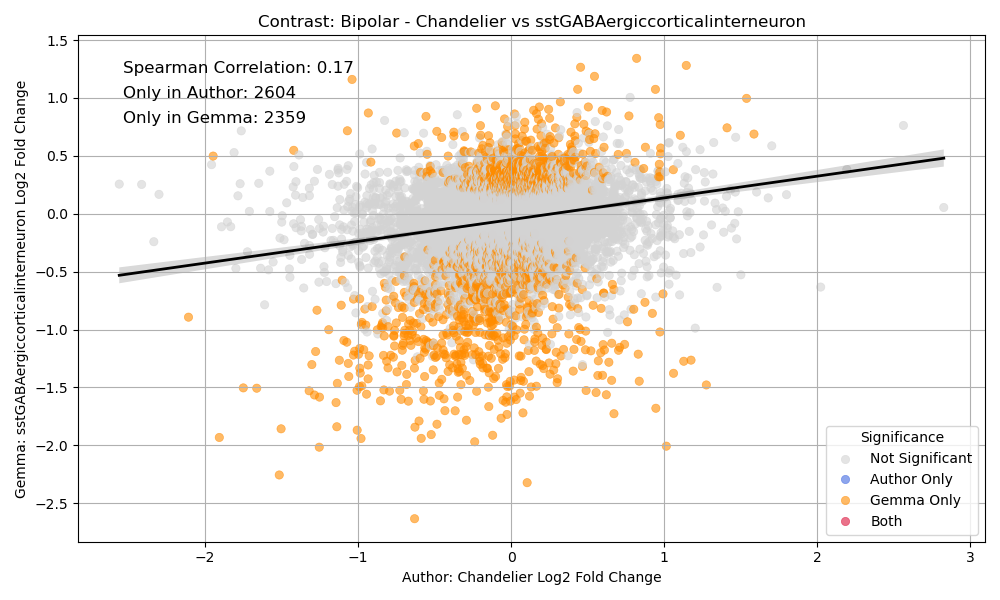 Contrast: Bipolar - Chandelier vs sstGABAergiccorticalinterneuron
Spearman Correlation: 0.17
Only in Author: 2604
Only in Gemma: 2359
Gemma: sstGABAergiccorticalinterneuron Log2 Fold Change
1.5
1.0
0.5
0.0
−0.5
−1.0
−1.5
−2.0
−2.5
Significance
Not Significant
Author Only
Gemma Only
Both
−2
−1
0
1
2
3
Author: Chandelier Log2 Fold Change